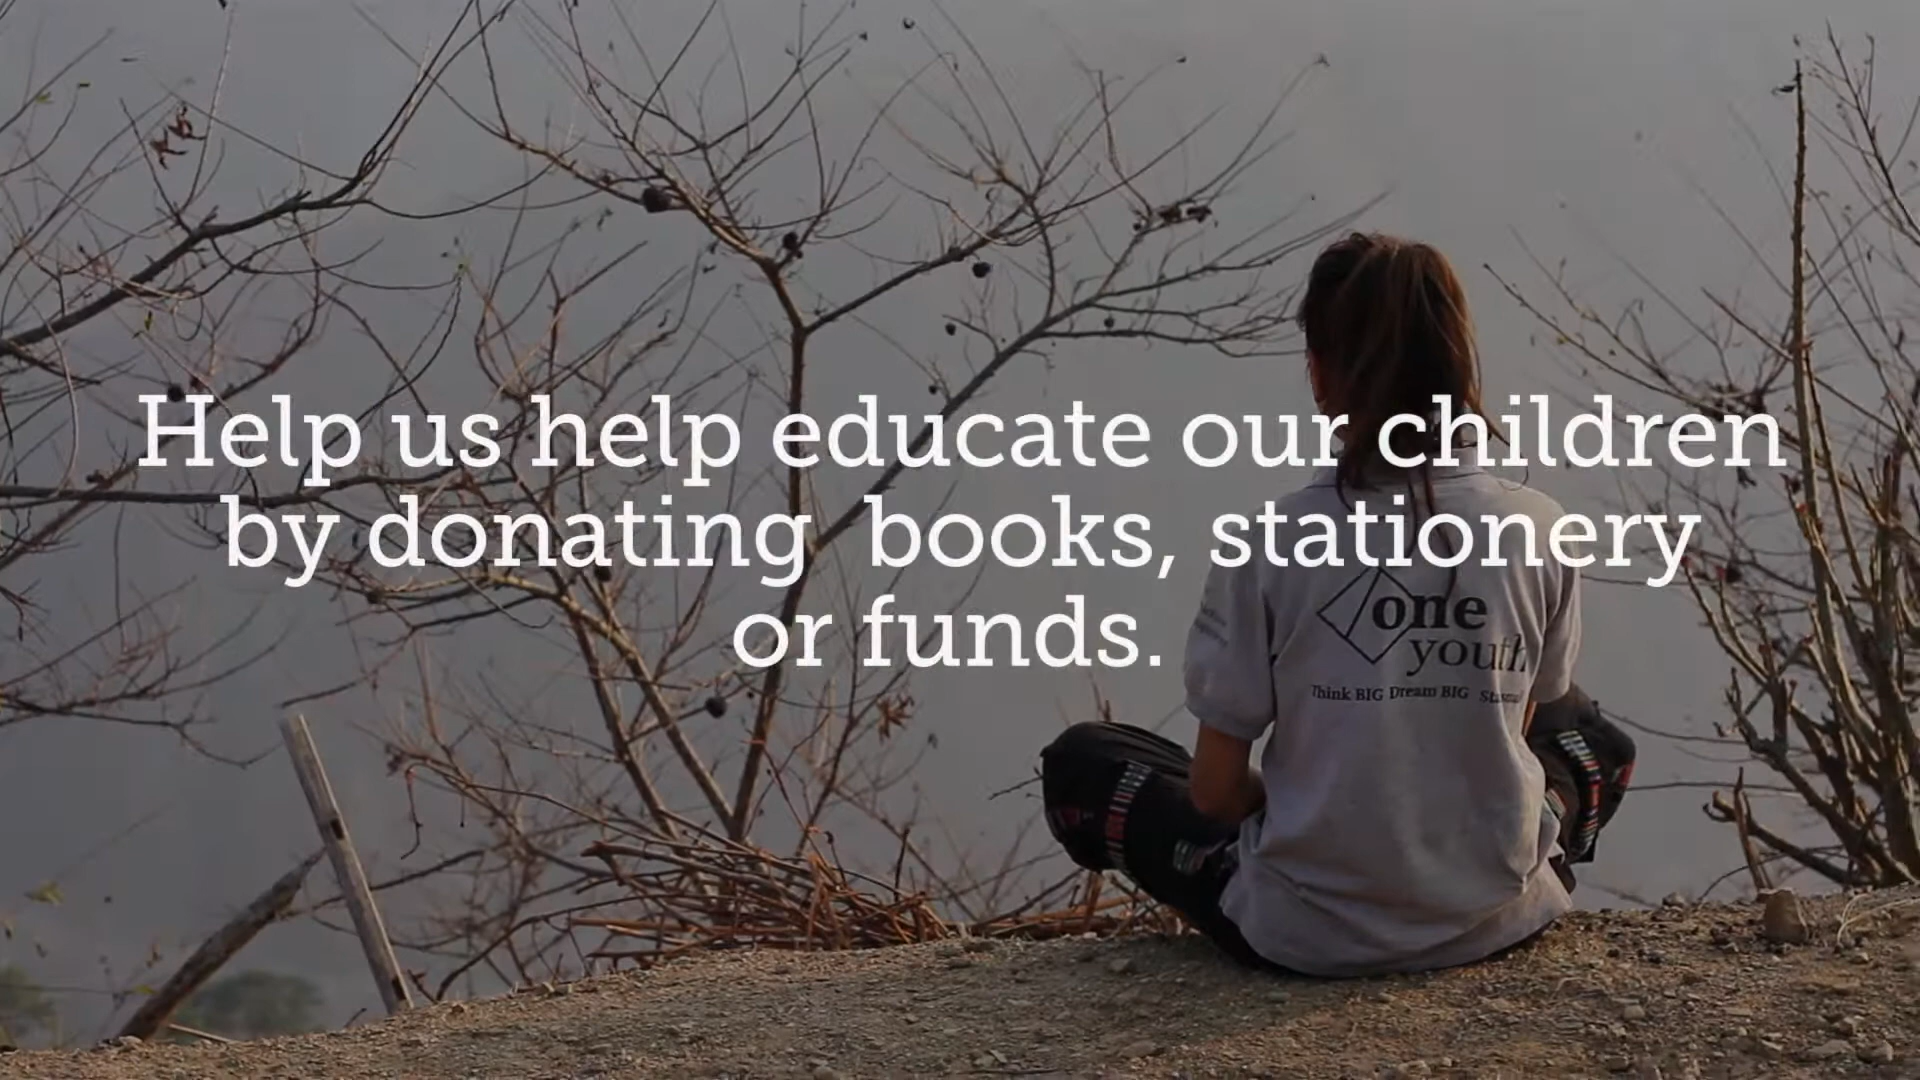 Help us help educate our children
by donating books, stationery
or funds.
one
youth
Think BIG Dream BIG